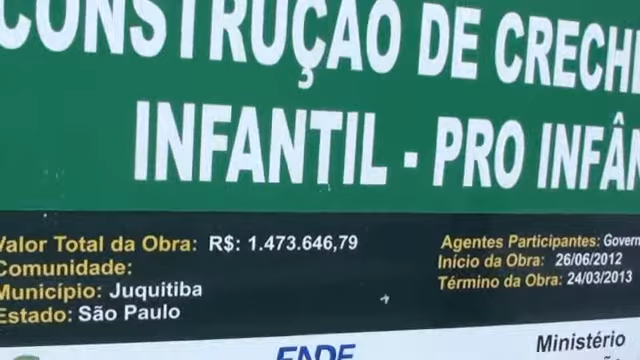 CONSTRUÇÃO DE CRECHE
INFANTIL - PRO INFÂN
Valor Total da Obra: R$: 1.473.646,79
Comunidade:
Município: Juquitiba
Estado: São Paulo
Agentes Participantes: Govern
Início da Obra: 26/06/2012
Término da Obra: 24/03/2013
FNDE
Ministério